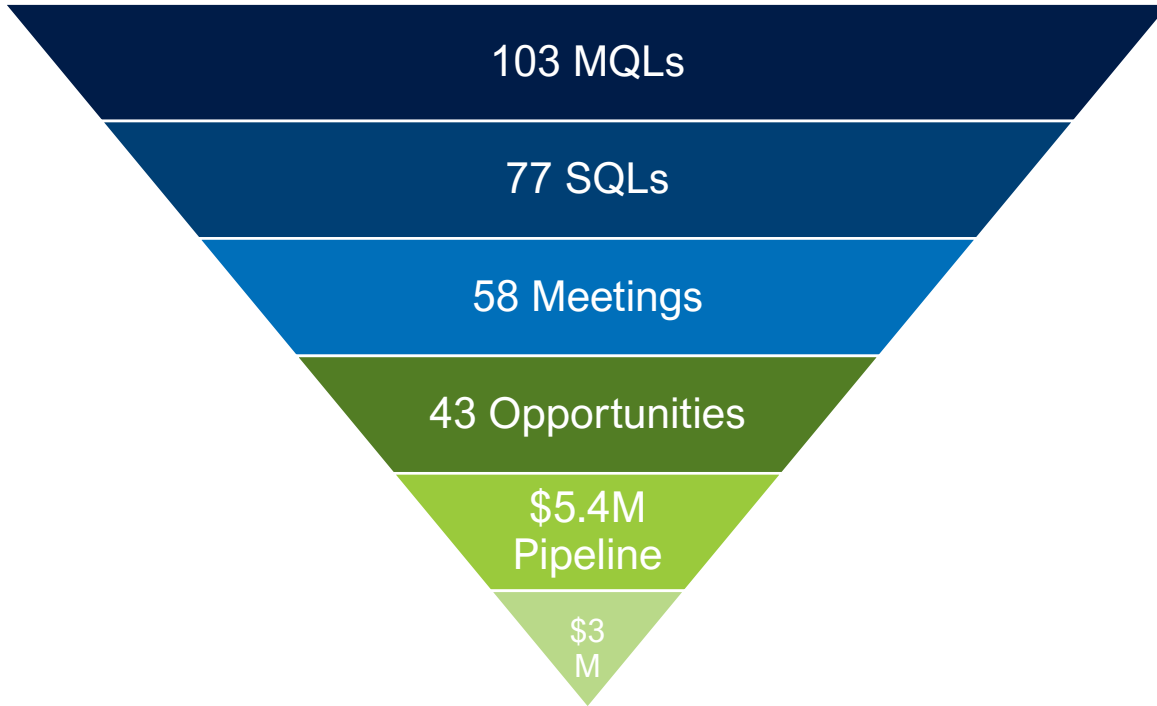 103 MQLs
77 SQLs
58 Meetings
43 Opportunities
$5.4M
Pipeline
$3
M